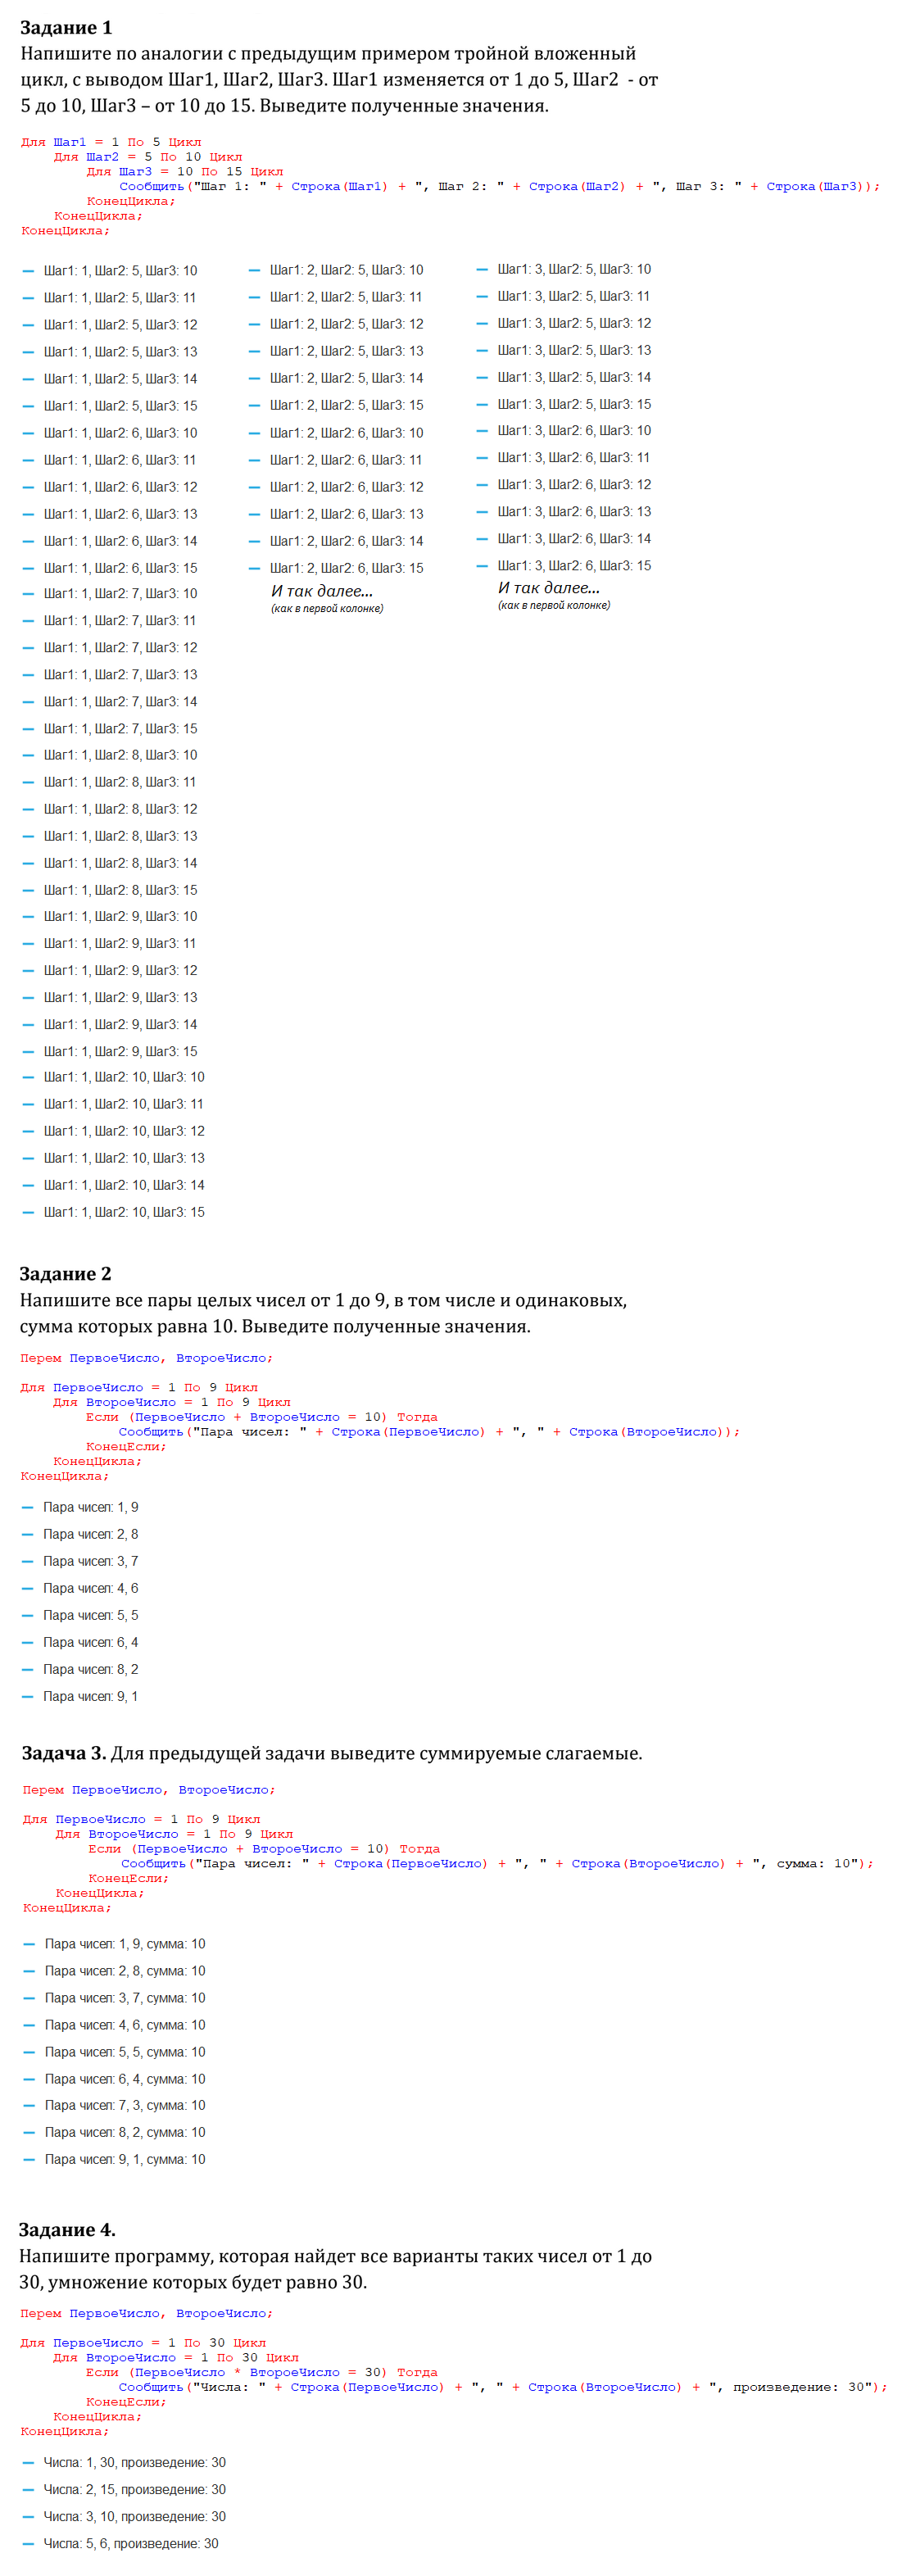 Задание 1
Напишите по аналогии с предыдущим примером тройной вложенный
цикл, с выводом Шаг1, Шаг2, Шаг3. Шаг1 изменяется от 1 до 5, Шаг2  - от
5 до 10, Шаг3 – от 10 до 15. Выведите полученные значения.
Для Шаг1 = 1 По 5 Цикл
Для Шаг2 = 5 По 10 Цикл
Для Шаг3 = 10 По 15 Цикл
Сообщить("Шаг 1: " + Строка(Шаг1) + ", Шаг 2: " + Строка(Шаг2) + ", Шаг 3: " + Строка(Шаг3));
КонецЦикла;
КонецЦикла;
КонецЦикла;
Шаг1: 1, Шаг2: 5, Шаг3: 10
Шаг1: 1, Шаг2: 5, Шаг3: 11
Шаг1: 1, Шаг2: 5, Шаг3: 12
Шаг1: 1, Шаг2: 5, Шаг3: 13
Шаг1: 1, Шаг2: 5, Шаг3: 14
Шаг1: 1, Шаг2: 5, Шаг3: 15
Шаг1: 1, Шаг2: 6, Шаг3: 10
Шаг1: 1, Шаг2: 6, Шаг3: 11
Шаг1: 1, Шаг2: 6, Шаг3: 12
Шаг1: 1, Шаг2: 6, Шаг3: 13
Шаг1: 1, Шаг2: 6, Шаг3: 14
Шаг1: 1, Шаг2: 6, Шаг3: 15
Шаг1: 1, Шаг2: 7, Шаг3: 10
Шаг1: 1, Шаг2: 7, Шаг3: 11
Шаг1: 1, Шаг2: 7, Шаг3: 12
Шаг1: 1, Шаг2: 7, Шаг3: 13
Шаг1: 1, Шаг2: 7, Шаг3: 14
Шаг1: 1, Шаг2: 7, Шаг3: 15
Шаг1: 1, Шаг2: 8, Шаг3: 10
Шаг1: 1, Шаг2: 8, Шаг3: 11
Шаг1: 1, Шаг2: 8, Шаг3: 12
Шаг1: 1, Шаг2: 8, Шаг3: 13
Шаг1: 1, Шаг2: 8, Шаг3: 14
Шаг1: 1, Шаг2: 8, Шаг3: 15
Шаг1: 1, Шаг2: 9, Шаг3: 10
Шаг1: 1, Шаг2: 9, Шаг3: 11
Шаг1: 1, Шаг2: 9, Шаг3: 12
Шаг1: 1, Шаг2: 9, Шаг3: 13
Шаг1: 1, Шаг2: 9, Шаг3: 14
Шаг1: 1, Шаг2: 9, Шаг3: 15
Шаг1: 1, Шаг2: 10, Шаг3: 10
Шаг1: 1, Шаг2: 10, Шаг3: 11
Шаг1: 1, Шаг2: 10, Шаг3: 12
Шаг1: 1, Шаг2: 10, Шаг3: 13
Шаг1: 1, Шаг2: 10, Шаг3: 14
Шаг1: 1, Шаг2: 10, Шаг3: 15
Шаг1: 2, Шаг2: 5, Шаг3: 10
Шаг1: 2, Шаг2: 5, Шаг3: 11
Шаг1: 2, Шаг2: 5, Шаг3: 12
Шаг1: 2, Шаг2: 5, Шаг3: 13
Шаг1: 2, Шаг2: 5, Шаг3: 14
Шаг1: 2, Шаг2: 5, Шаг3: 15
Шаг1: 2, Шаг2: 6, Шаг3: 10
Шаг1: 2, Шаг2: 6, Шаг3: 11
Шаг1: 2, Шаг2: 6, Шаг3: 12
Шаг1: 2, Шаг2: 6, Шаг3: 13
Шаг1: 2, Шаг2: 6, Шаг3: 14
Шаг1: 2, Шаг2: 6, Шаг3: 15
И так далее...
(как в первой колонке)
Шаг1: 3, Шаг2: 5, Шаг3: 10
Шаг1: 3, Шаг2: 5, Шаг3: 11
Шаг1: 3, Шаг2: 5, Шаг3: 12
Шаг1: 3, Шаг2: 5, Шаг3: 13
Шаг1: 3, Шаг2: 5, Шаг3: 14
Шаг1: 3, Шаг2: 5, Шаг3: 15
Шаг1: 3, Шаг2: 6, Шаг3: 10
Шаг1: 3, Шаг2: 6, Шаг3: 11
Шаг1: 3, Шаг2: 6, Шаг3: 12
Шаг1: 3, Шаг2: 6, Шаг3: 13
Шаг1: 3, Шаг2: 6, Шаг3: 14
Шаг1: 3, Шаг2: 6, Шаг3: 15
И так далее...
(как в первой колонке)
Задание 2
Напишите все пары целых чисел от 1 до 9, в том числе и одинаковых,
сумма которых равна 10. Выведите полученные значения.
Перем ПервоеЧисло, ВтороеЧисло;
Для ПервоеЧисло = 1 По 9 Цикл
Для ВтороеЧисло = 1 По 9 Цикл
Если (ПервоеЧисло + ВтороеЧисло = 10) Тогда
Сообщить("Пара чисел: " + Строка(ПервоеЧисло) + ", " + Строка(ВтороеЧисло));
КонецЕсли;
КонецЦикла;
КонецЦикла;
Пара чисел: 1, 9
Пара чисел: 2, 8
Пара чисел: 3, 7
Пара чисел: 4, 6
Пара чисел: 5, 5
Пара чисел: 6, 4
Пара чисел: 8, 2
Пара чисел: 9, 1
Задача 3. Для предыдущей задачи выведите суммируемые слагаемые.
Перем ПервоеЧисло, ВтороеЧисло;
Для ПервоеЧисло = 1 По 9 Цикл
Для ВтороеЧисло = 1 По 9 Цикл
Если (ПервоеЧисло + ВтороеЧисло = 10) Тогда
Сообщить("Пара чисел: " + Строка(ПервоеЧисло) + ", " + Строка(ВтороеЧисло) + ", сумма: 10");
КонецЕсли;
КонецЦикла;
КонецЦикла;
Пара чисел: 1, 9, сумма: 10
Пара чисел: 2, 8, сумма: 10
Пара чисел: 3, 7, сумма: 10
Пара чисел: 4, 6, сумма: 10
Пара чисел: 5, 5, сумма: 10
Пара чисел: 6, 4, сумма: 10
Пара чисел: 7, 3, сумма: 10
Пара чисел: 8, 2, сумма: 10
Пара чисел: 9, 1, сумма: 10
Задание 4.
Напишите программу, которая найдет все варианты таких чисел от 1 до
30, умножение которых будет равно 30.
Перем ПервоеЧисло, ВтороеЧисло;
Для ПервоеЧисло = 1 По 30 Цикл
Для ВтороеЧисло = 1 По 30 Цикл
Если (ПервоеЧисло * ВтороеЧисло = 30) Тогда
Сообщить("Числа: " + Строка(ПервоеЧисло) + ", " + Строка(ВтороеЧисло) + ", произведение: 30");
КонецЕсли;
КонецЦикла;
КонецЦикла;
Числа: 1, 30, произведение: 30
Числа: 2, 15, произведение: 30
Числа: 3, 10, произведение: 30
Числа: 5, 6, произведение: 30